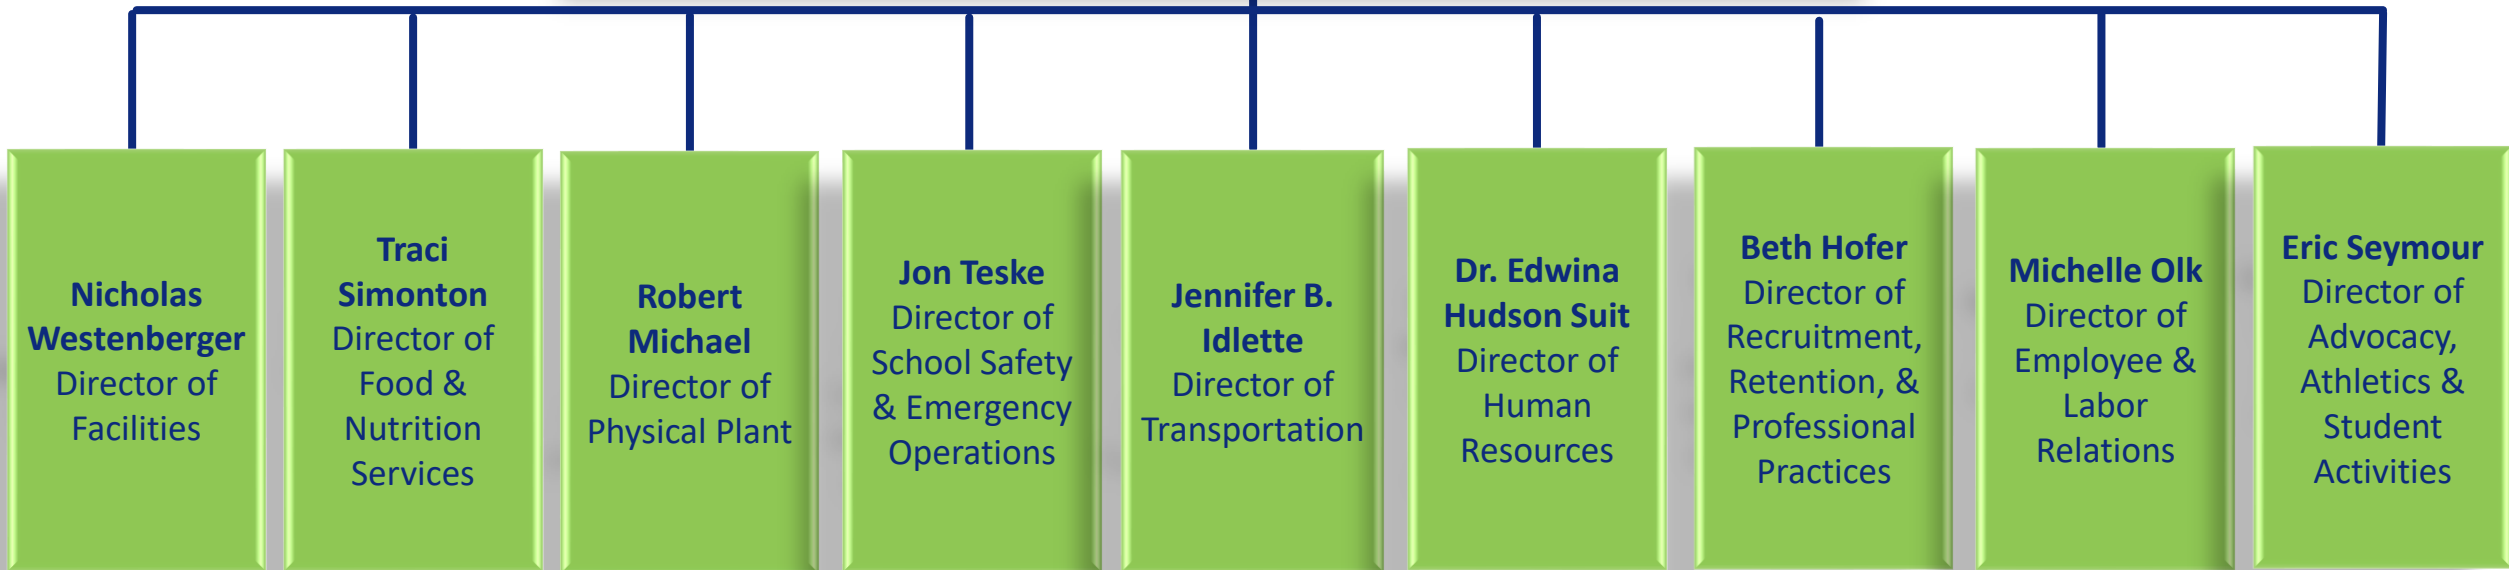 Nicholas
Westenberger
Director of
Facilities
Traci
Simonton
Director of
Food &
Nutrition
Services
Robert
Michael
Director of
Physical Plant
Jon Teske
Director of
School Safety
& Emergency
Operations
Jennifer B.
Idlette
Director of
Transportation
Dr. Edwina
Hudson Suit
Director of
Human
Resources
Beth Hofer
Director of
Recruitment,
Retention, &
Professional
Practices
Michelle Olk
Director of
Employee &
Labor
Relations
Eric Seymour
Director of
Advocacy,
Athletics &
Student
Activities